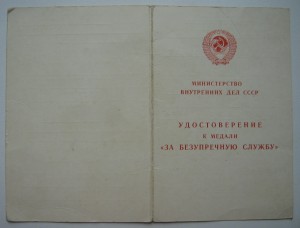 МИНИСТЕРСТВО
ВНУТРЕННИХ ДЕЛ СССР
УДОСТОВЕРЕНИЕ
К МЕДАЛИ
«ЗА БЕЗУПРЕЧНУЮ СЛУЖБУ»